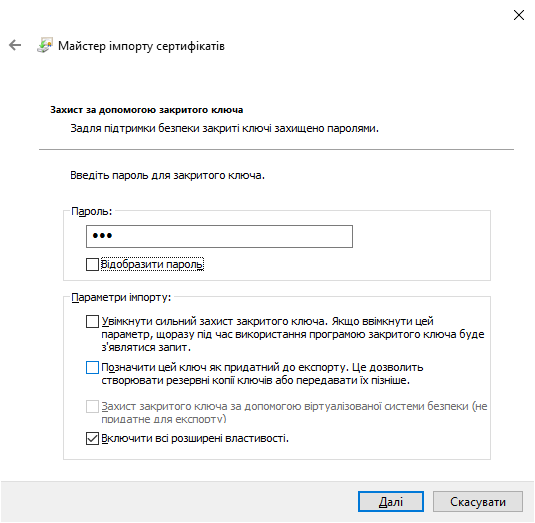 Майстер імпорту сертифікатів
Захист за допомогою закритого ключа
Задля підтримки безпеки закриті ключі захищено паролями.
Введіть пароль для закритого ключа.
Пароль:
●●●
Відобразити пароль
Параметри імпорту:
Увімкнути сильний захист закритого ключа. Якщо ввімкнути цей
параметр, щоразу під час використання програмою закритого ключа буде
з'являтися запит.
Позначити цей ключ як придатний до експорту. Це дозволить
створювати резервні копії ключів або передавати їх пізніше.
Захист закритого ключа за допомогою віртуалізованої системи безпеки (не
придатне для експорту)
Включити всі розширені властивості.
Далі
Скасувати